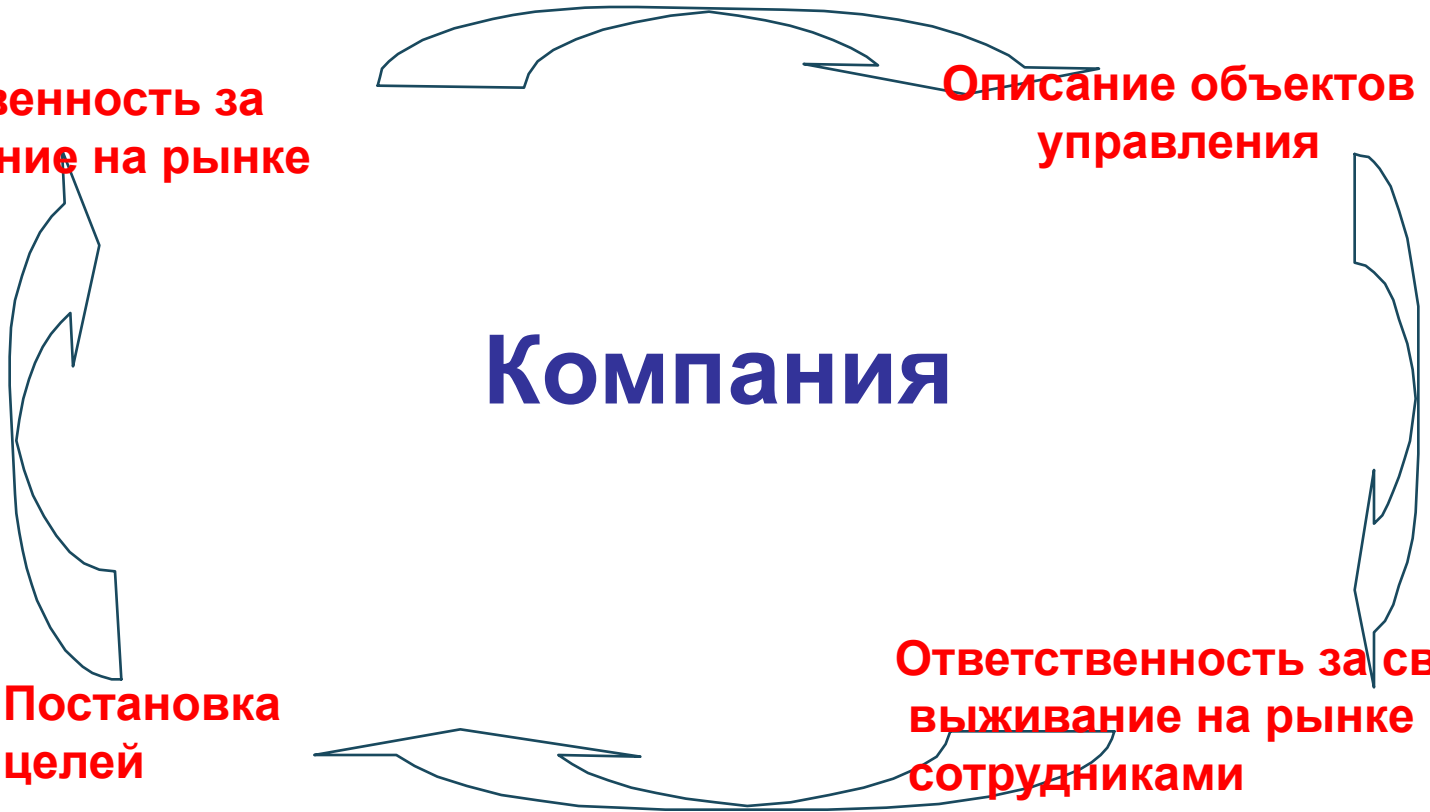 венность за
ние на рынке
Описание объектов
управления
Компания
Постановка
целей
Ответственность за св
выживание на рынке
сотрудниками